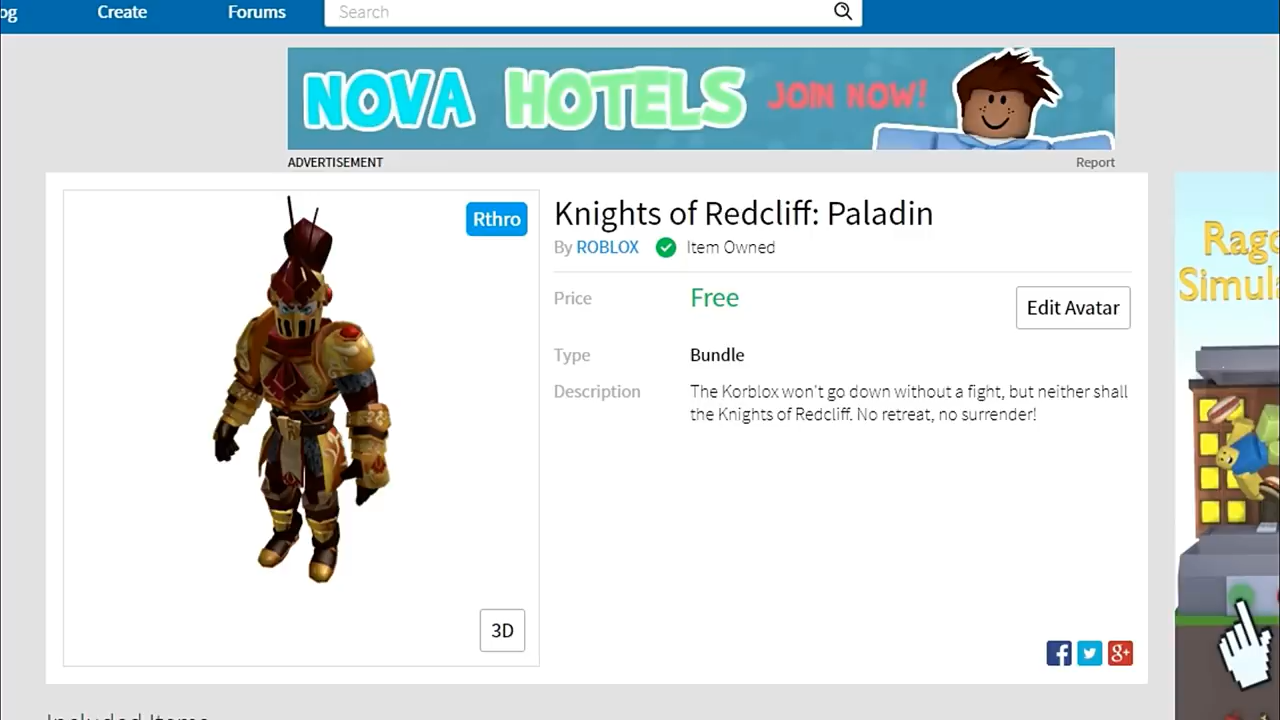 Create Forums Search
NOVA HOTELS JOIN NOW!
ADVERTISEMENT Report
Rthro
Knights of Redcliff: Paladin
By ROBLOX Item Owned
Price Free Edit Avatar
Type Bundle
Description The Korblox won't go down without a fight, but neither shall
the Knights of Redcliff. No retreat, no surrender!
3D
f g+
Included Items